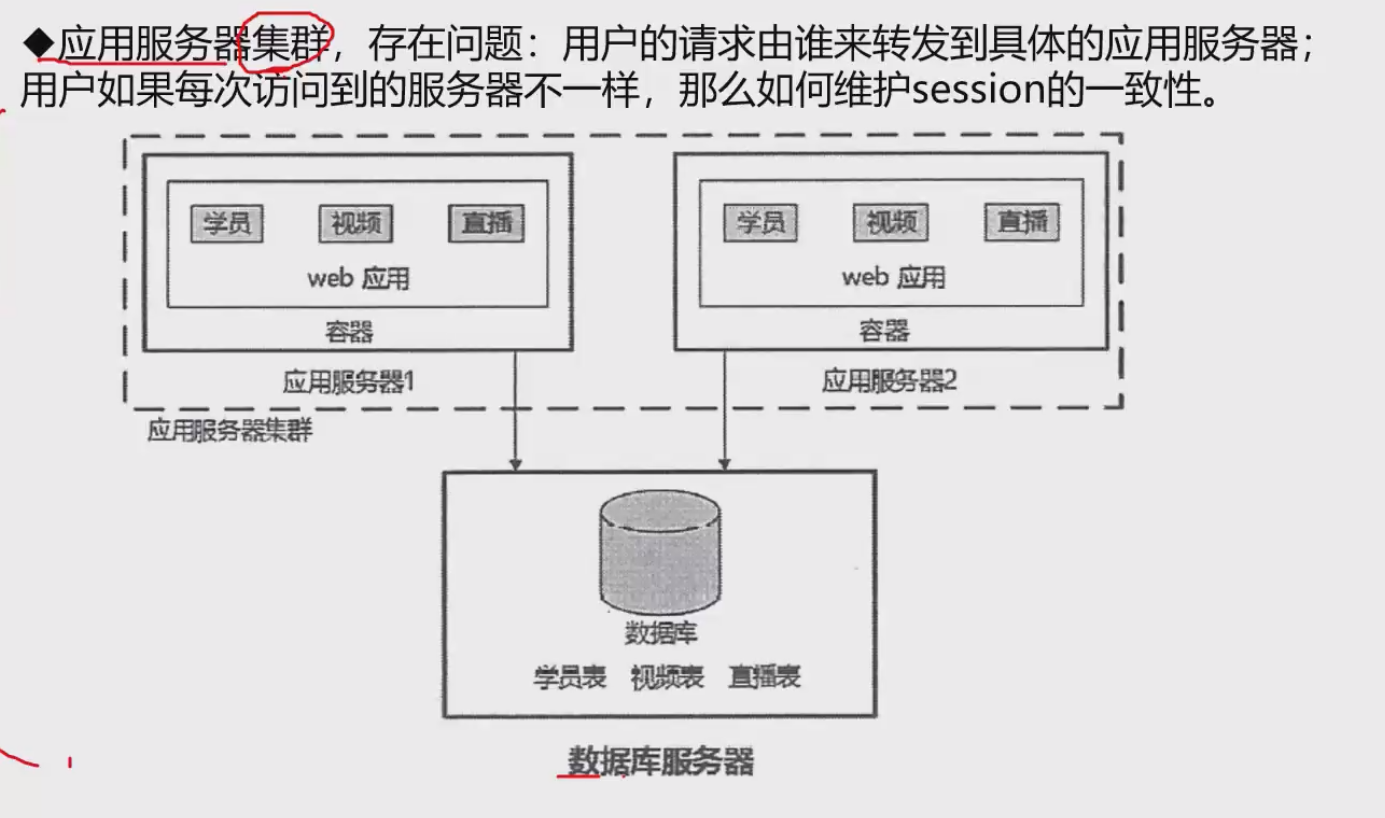 ◆应用服务器集群，存在问题：用户的请求由谁来转发到具体的应用服务器；
用户如果每次访问到的服务器不一样，那么如何维护session的一致性。
学员 视频 直播
web 应用
容器
应用服务器1
学员 视频 直播
web 应用
容器
应用服务器2
应用服务器集群
数据库
学员表 视频表 直播表
数据库服务器